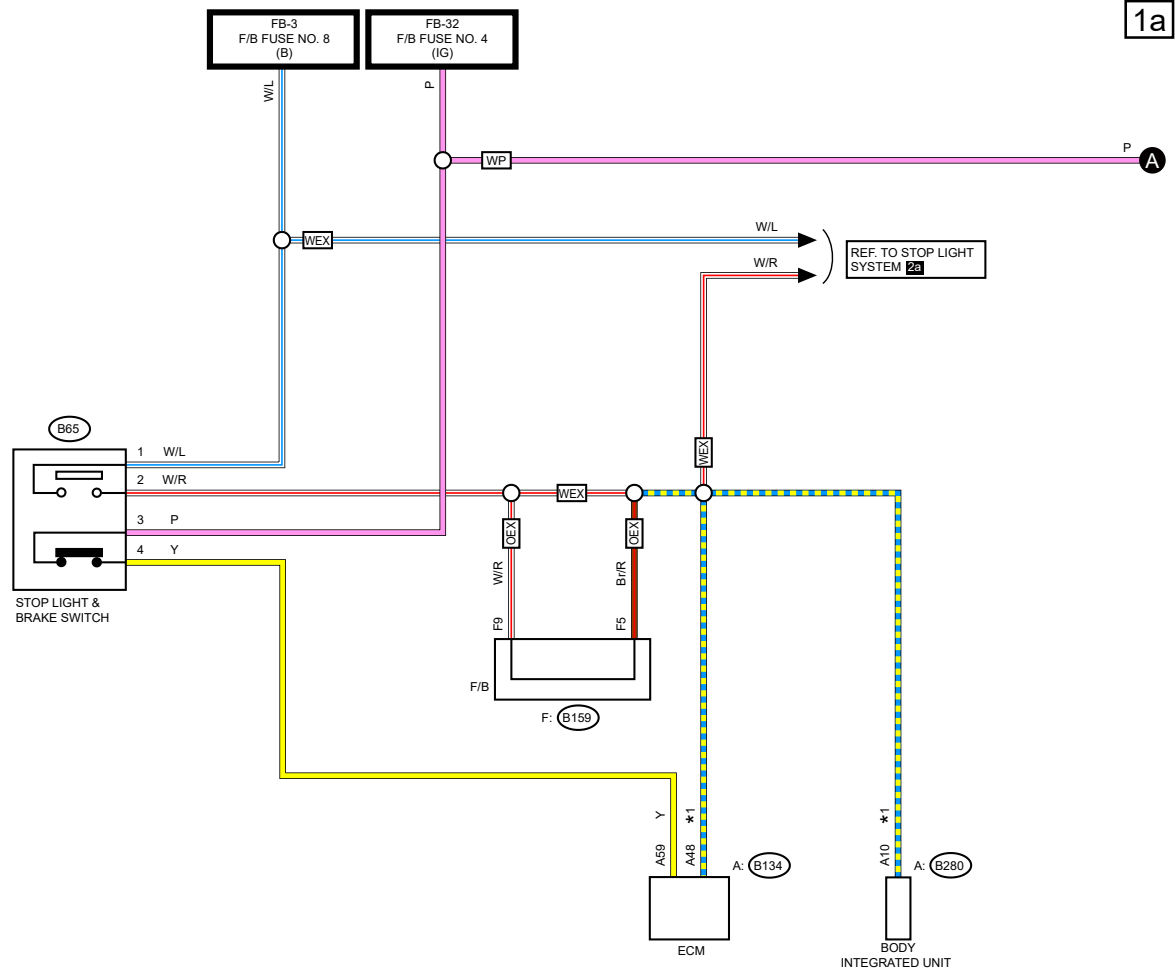 FB-3
F/B FUSE NO. 8
(B)
FB-32
F/B FUSE NO. 4
(IG)
1a
W/L
P
WP
P
A
WEX
W/L
W/R
REF. TO STOP LIGHT
SYSTEM 2a
B65
WEX
1 W/L
2 W/R
3 P
4 Y
WEX
OEX
OEX
STOP LIGHT &
BRAKE SWITCH
W/R
Br/R
F9
F5
F/B
F: B159
Y
*1
*1
A59
A48
A: B134
A10
A: B280
ECM
BODY
INTEGRATED UNIT